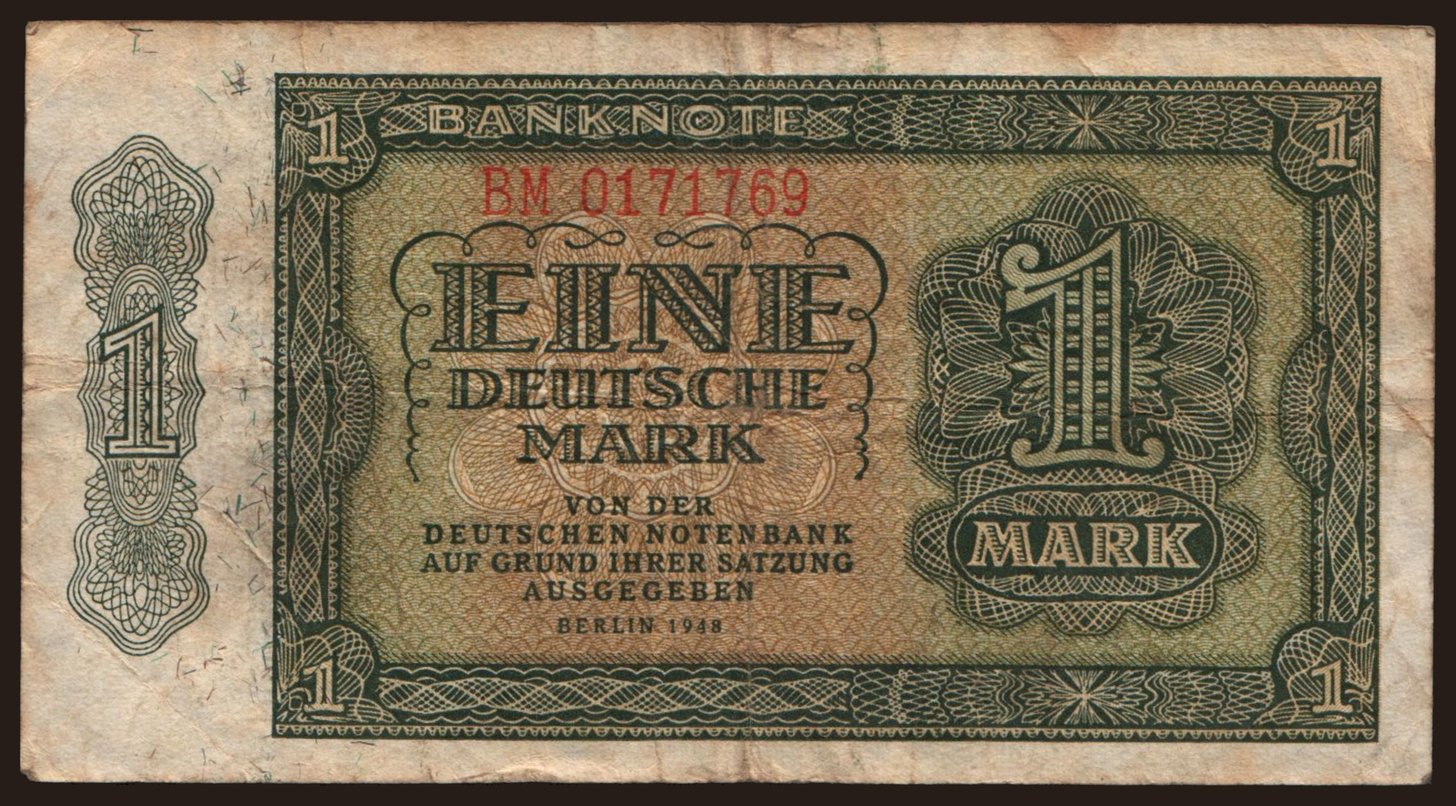 1 BANKNOTE 1
BM 0171769
EINE
DEUTSCHE
MARK
1
1
VON DER
DEUTSCHEN NOTENBANK
AUF GRUND IHRER SATZUNG
AUSGEGEBEN
BERLIN 1948
MARK
1 1